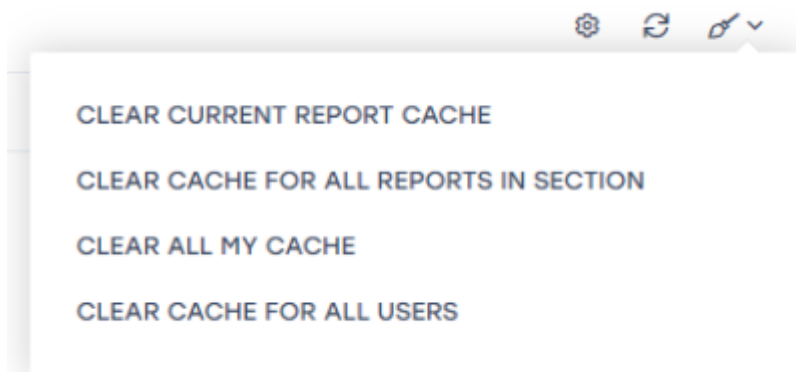 CLEAR CURRENT REPORT CACHE
CLEAR CACHE FOR ALL REPORTS IN SECTION
CLEAR ALL MY CACHE
CLEAR CACHE FOR ALL USERS